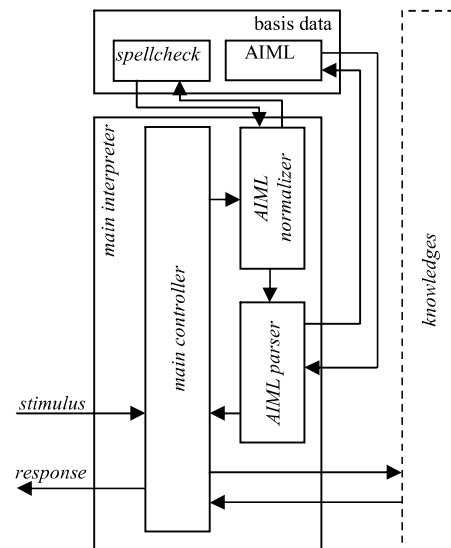 basis data
spellcheck
AIML
main interpreter
main controller
AIML
normalizer
AIML parser
knowledges
stimulus
response